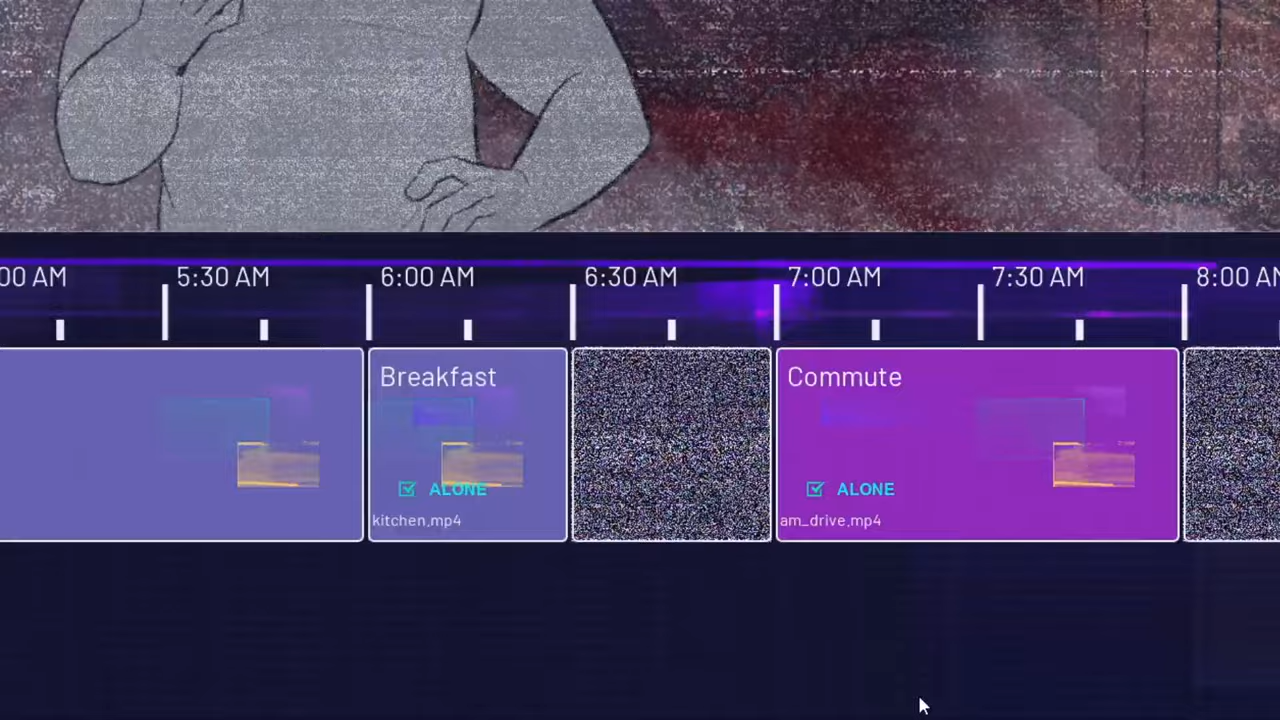 00 AM 5:30 AM 6:00 AM 6:30 AM 7:00 AM 7:30 AM 8:00 AM
Breakfast
Commute
ALONE
ALONE
kitchen.mp4
am_drive.mp4